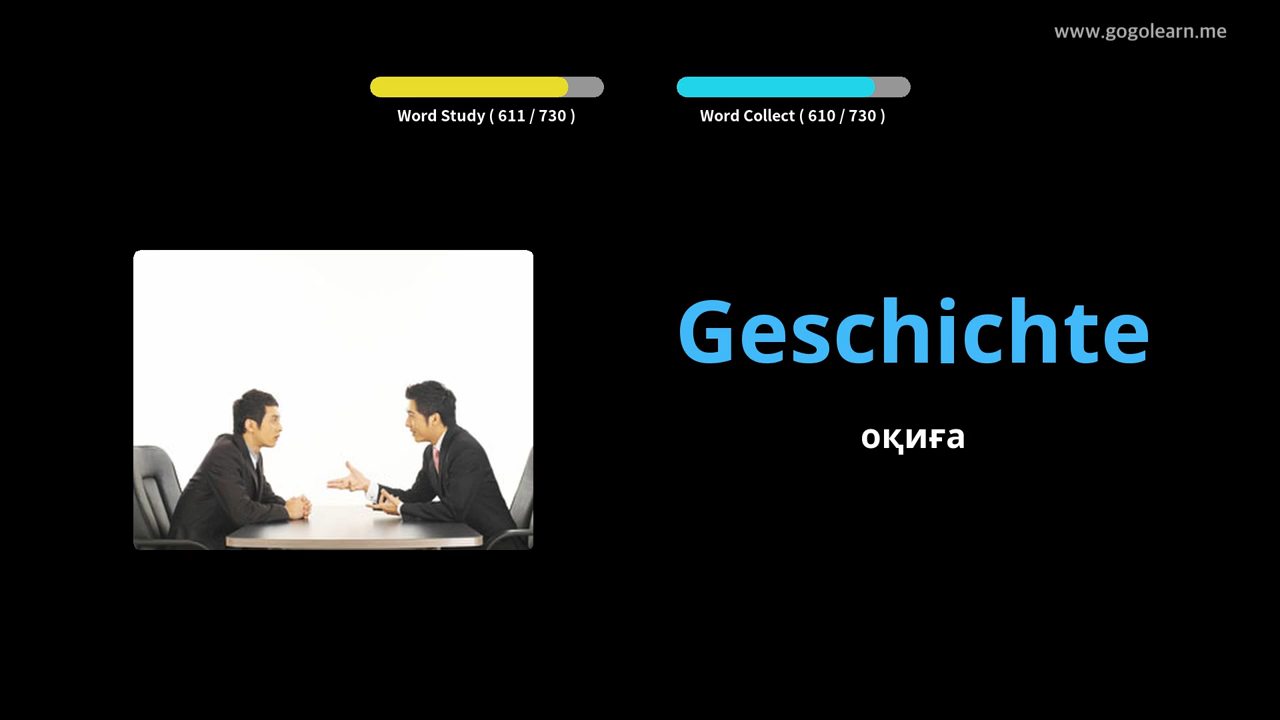 www.gogolearn.me
Word Study ( 611 / 730 )
Word Collect ( 610 / 730 )
Geschichte
оқиға